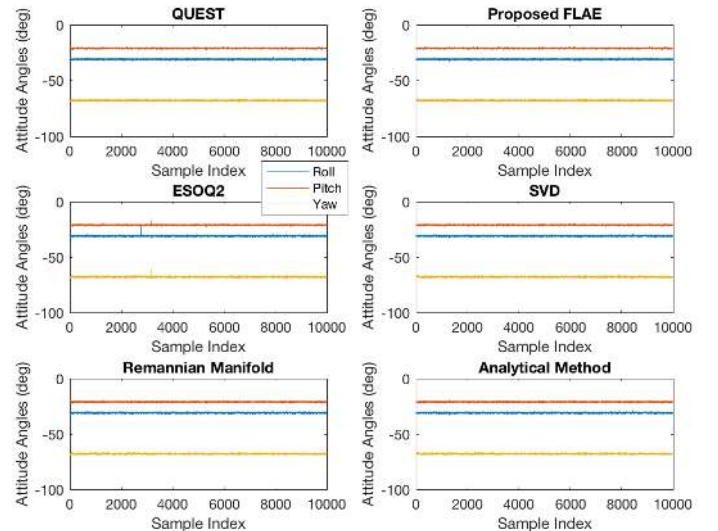 QUEST
Attitude Angles (deg)
0
-50
-100
0 2000 4000 6000 8000 10000
Sample Index
Proposed FLAE
Attitude Angles (deg)
0
-50
-100
0 2000 4000 6000 8000 10000
Sample Index
Roll
Pitch
Yaw
ESOQ2
Attitude Angles (deg)
0
-50
-100
0 2000 4000 6000 8000 10000
Sample Index
SVD
Attitude Angles (deg)
0
-50
-100
0 2000 4000 6000 8000 10000
Sample Index
Remannian Manifold
Attitude Angles (deg)
0
-50
-100
0 2000 4000 6000 8000 10000
Sample Index
Analytical Method
Attitude Angles (deg)
0
-50
-100
0 2000 4000 6000 8000 10000
Sample Index